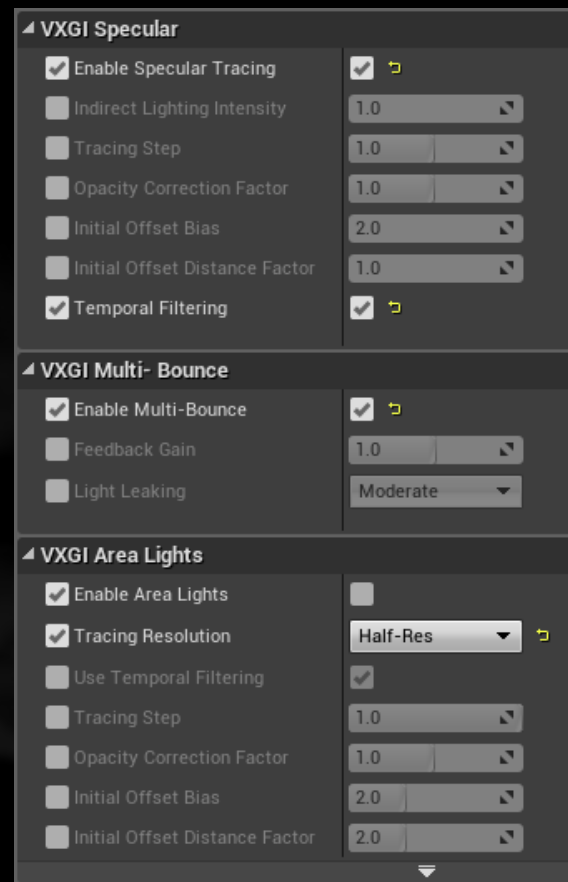 VXGI Specular
Enable Specular Tracing
Indirect Lighting Intensity 1.0
Tracing Step 1.0
Opacity Correction Factor 1.0
Initial Offset Bias 2.0
Initial Offset Distance Factor 1.0
Temporal Filtering
VXGI Multi- Bounce
Enable Multi-Bounce
Feedback Gain 1.0
Light Leaking Moderate
VXGI Area Lights
Enable Area Lights
Tracing Resolution Half-Res
Use Temporal Filtering
Tracing Step 1.0
Opacity Correction Factor 1.0
Initial Offset Bias 2.0
Initial Offset Distance Factor 2.0